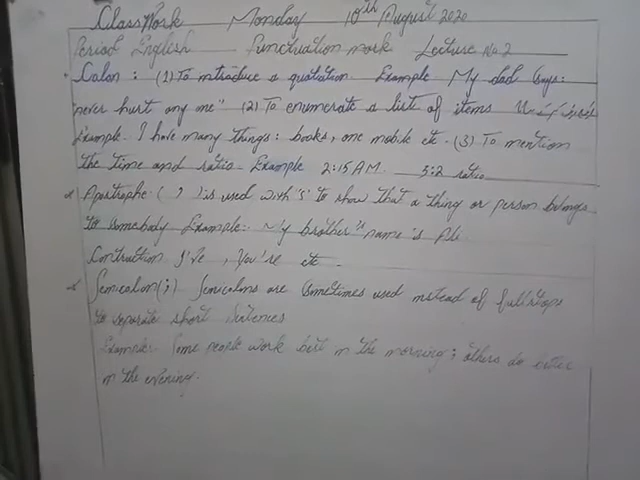 ClassWork Monday 10th August 2020
Period English Punctuation mark Lecture No 2
Colon : (1) To introduce a quotation. Example My dad says:
"never hurt any one" (2) To enumerate a list of items
Example. I have many things: books, one mobile etc. (3) To mention
the time and ratio. Example 2:15 AM. 5:2 ratio
Apostrophe ( ' ) is used with 's' to show that a thing or person belongs
to somebody Example:- My brother's name's Ali
Contruction I've, You're etc.
Semicolon (;) Semicolons are sometimes used instead of full stops
to separate short sentences
Example:- Some people work best in the morning; others do better
in the evening.